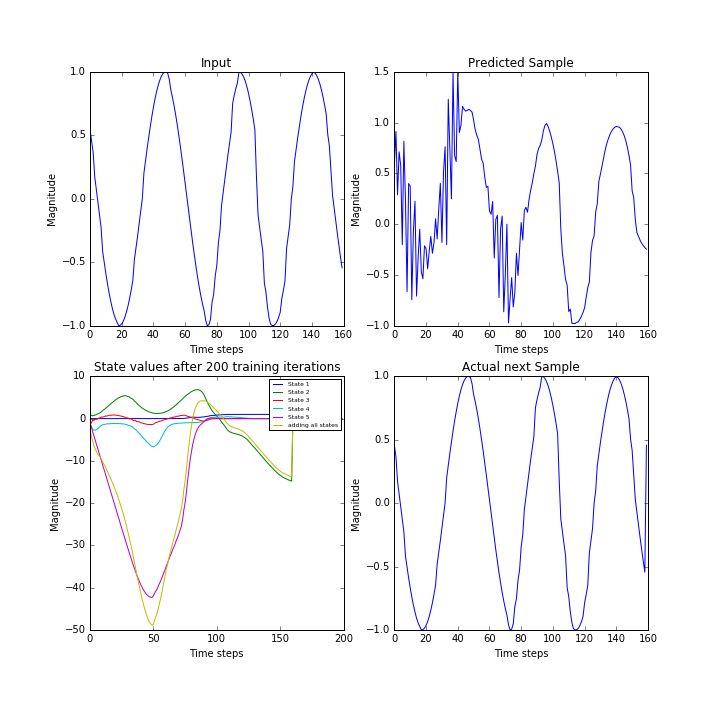 Input
1.0
0.5
0.0
−0.5
−1.0
Magnitude
0 20 40 60 80 100 120 140 160
Time steps
Predicted Sample
1.5
1.0
0.5
0.0
−0.5
−1.0
Magnitude
0 20 40 60 80 100 120 140 160
Time steps
State values after 200 training iterations
10
0
−10
−20
−30
−40
−50
Magnitude
State 1
State 2
State 3
State 4
State 5
adding all states
0 50 100 150 200
Time steps
Actual next Sample
1.0
0.5
0.0
−0.5
−1.0
Magnitude
0 20 40 60 80 100 120 140 160
Time steps